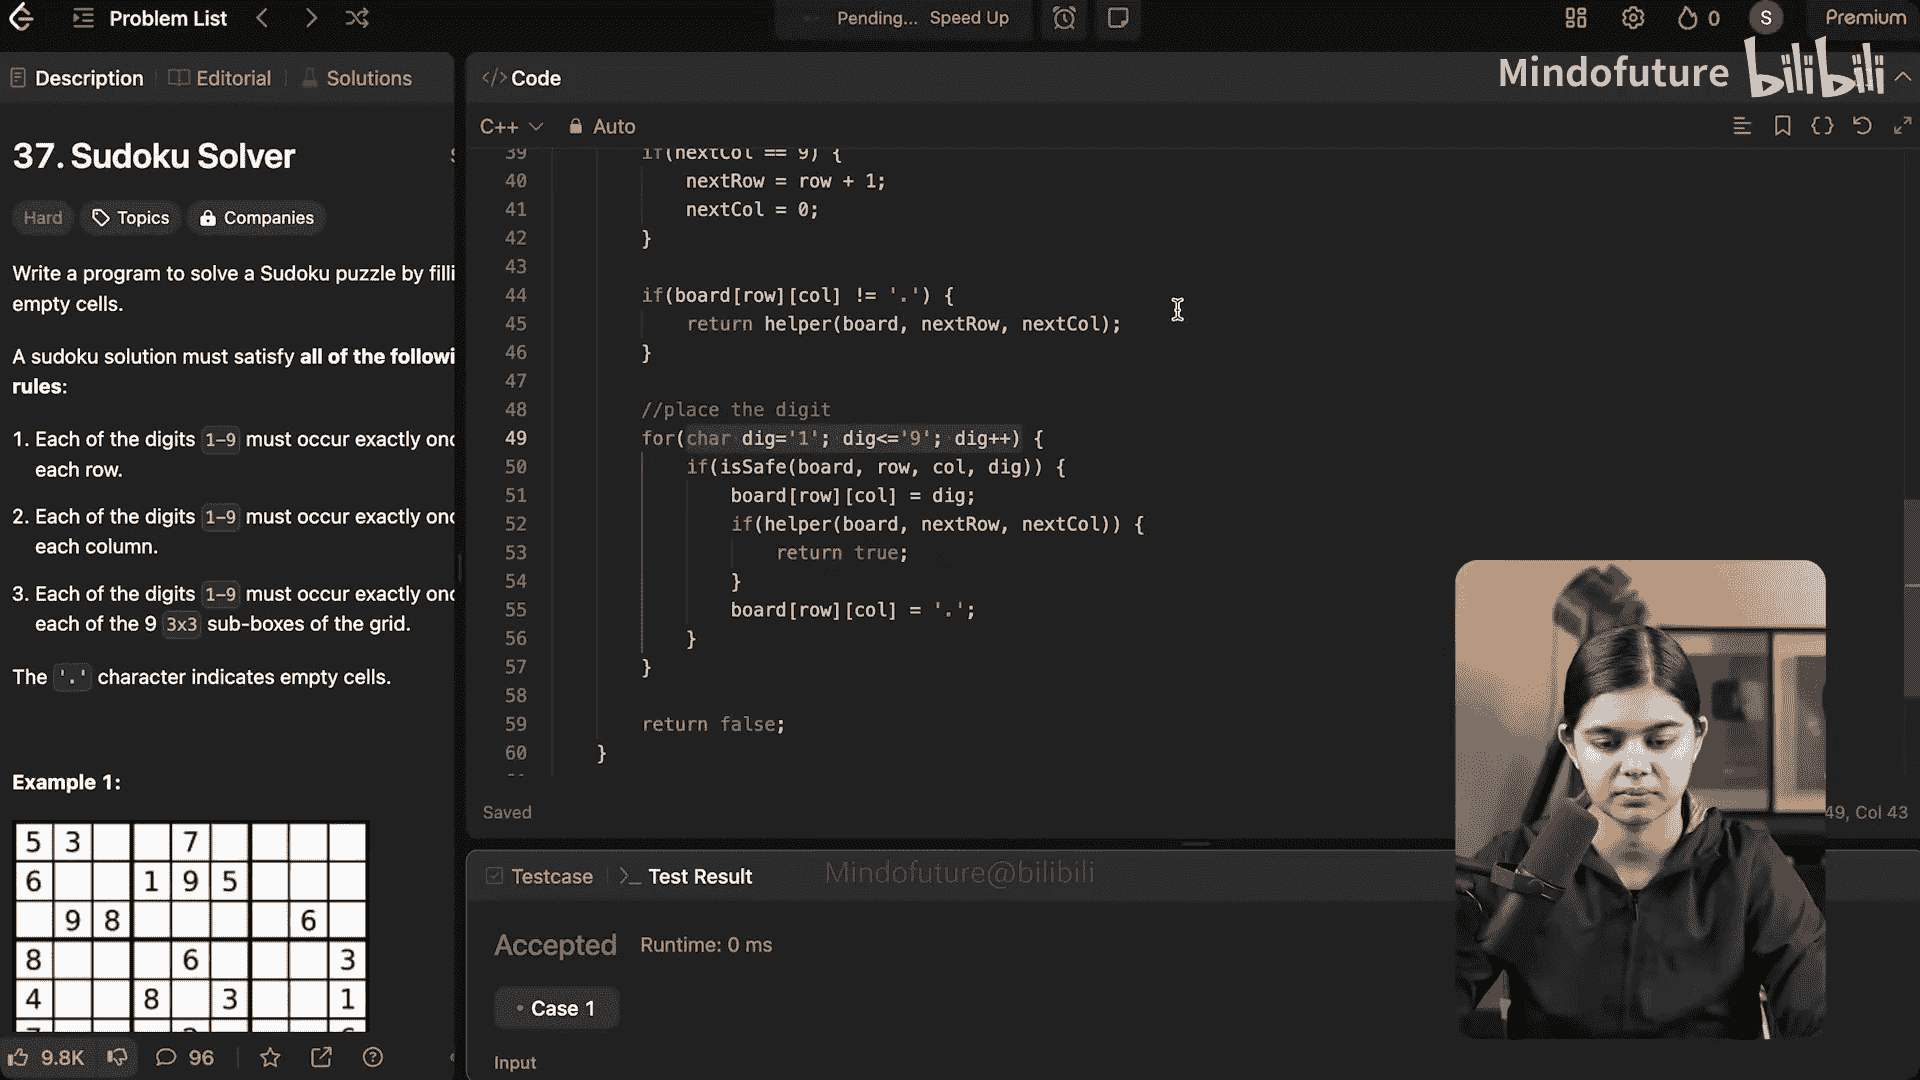 Problem List
Pending... Speed Up
0
S
Premium
Mindofuture bilibili
Description
Editorial
Solutions
Code
C++
Auto
37. Sudoku Solver
Hard
Topics
Companies
Write a program to solve a Sudoku puzzle by filli
empty cells.
A sudoku solution must satisfy all of the followi
rules:
1. Each of the digits 1-9 must occur exactly onc
each row.
2. Each of the digits 1-9 must occur exactly onc
each column.
3. Each of the digits 1-9 must occur exactly onc
each of the 9 3x3 sub-boxes of the grid.
The '.' character indicates empty cells.
Example 1:
5 3 7
6 1 9 5
9 8 6
8 6 3
4 8 3 1
9.8K
96
39 if(nextCol == 9) {
40 nextRow = row + 1;
41 nextCol = 0;
42 }
43
44 if(board[row][col] != '.') {
45 return helper(board, nextRow, nextCol);
46 }
47
48 //place the digit
49 for(char dig='1'; dig<='9'; dig++) {
50 if(isSafe(board, row, col, dig)) {
51 board[row][col] = dig;
52 if(helper(board, nextRow, nextCol)) {
53 return true;
54 }
55 board[row][col] = '.';
56 }
57 }
58
59 return false;
60 }
Saved
49, Col 43
Testcase
>_ Test Result
Mindofuture@bilibili
Accepted
Runtime: 0 ms
• Case 1
Input